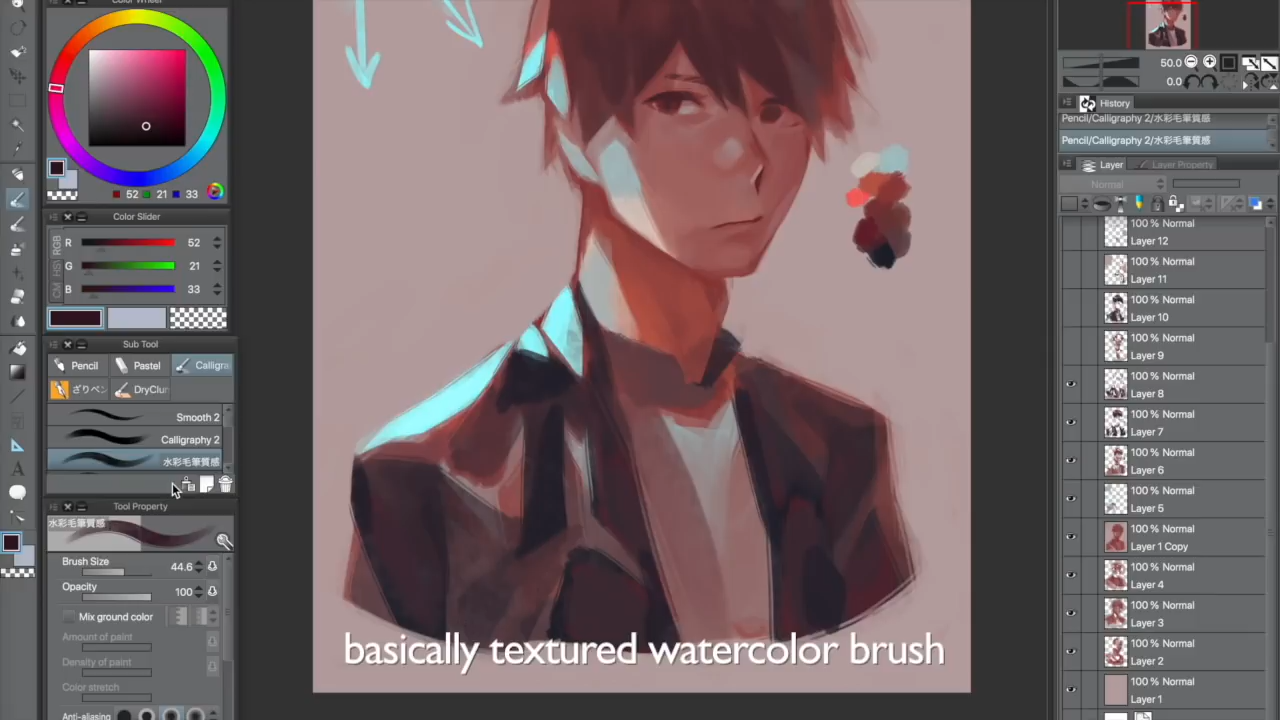 Color Wheel
52 21 33
Color Slider
RGB
R 52
G 21
B 33
Sub Tool
Pencil Pastel Calligra
ざりペン DryClun
Smooth 2
Calligraphy 2
水彩毛筆質感
Tool Property
水彩毛筆質感
Brush Size 44.6
Opacity 100
Mix ground color
Amount of paint
Density of paint
Color stretch
Anti-aliasing
basically textured watercolor brush
50.0
0.0
History
Pencil/Calligraphy 2/水彩毛筆質感
Pencil/Calligraphy 2/水彩毛筆質感
Layer Layer Property
Normal
100 % Normal
Layer 12
100 % Normal
Layer 11
100 % Normal
Layer 10
100 % Normal
Layer 9
100 % Normal
Layer 8
100 % Normal
Layer 7
100 % Normal
Layer 6
100 % Normal
Layer 5
100 % Normal
Layer 1 Copy
100 % Normal
Layer 4
100 % Normal
Layer 3
100 % Normal
Layer 2
100 % Normal
Layer 1